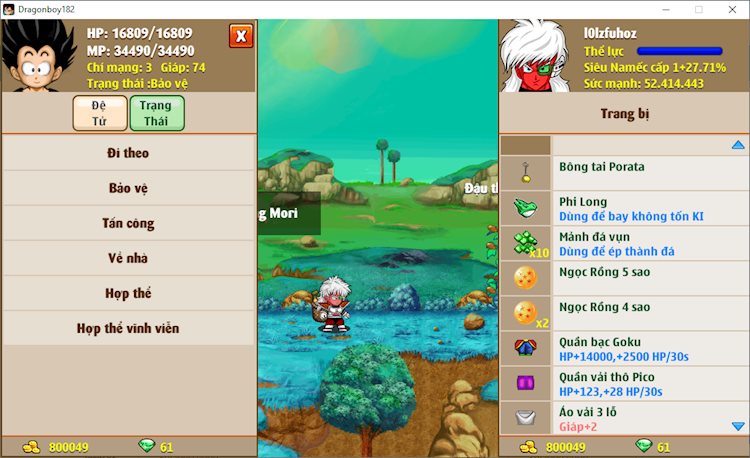 Dragonboy182
HP: 16809/16809
MP: 34490/34490
Chí mạng: 3 Giáp: 74
Trạng thái :Bảo vệ
X
Đệ
Tử
Trạng
Thái
Đi theo
Bảo vệ
Tấn công
Về nhà
Hợp thể
Hợp thể vĩnh viễn
800049
61
g Mori
Đậu t
l0lzfuhoz
Thể lực
Siêu Namếc cấp 1+27.71%
Sức mạnh: 52.414.443
Trang bị
Bông tai Porata
Phi Long
Dùng để bay không tốn KI
Mảnh đá vụn
x10
Dùng để ép thành đá
Ngọc Rồng 5 sao
Ngọc Rồng 4 sao
x2
Quần bạc Goku
HP+14000,+2500 HP/30s
Quần vải thô Pico
HP+123,+28 HP/30s
Áo vải 3 lỗ
Giáp+2
800049
61